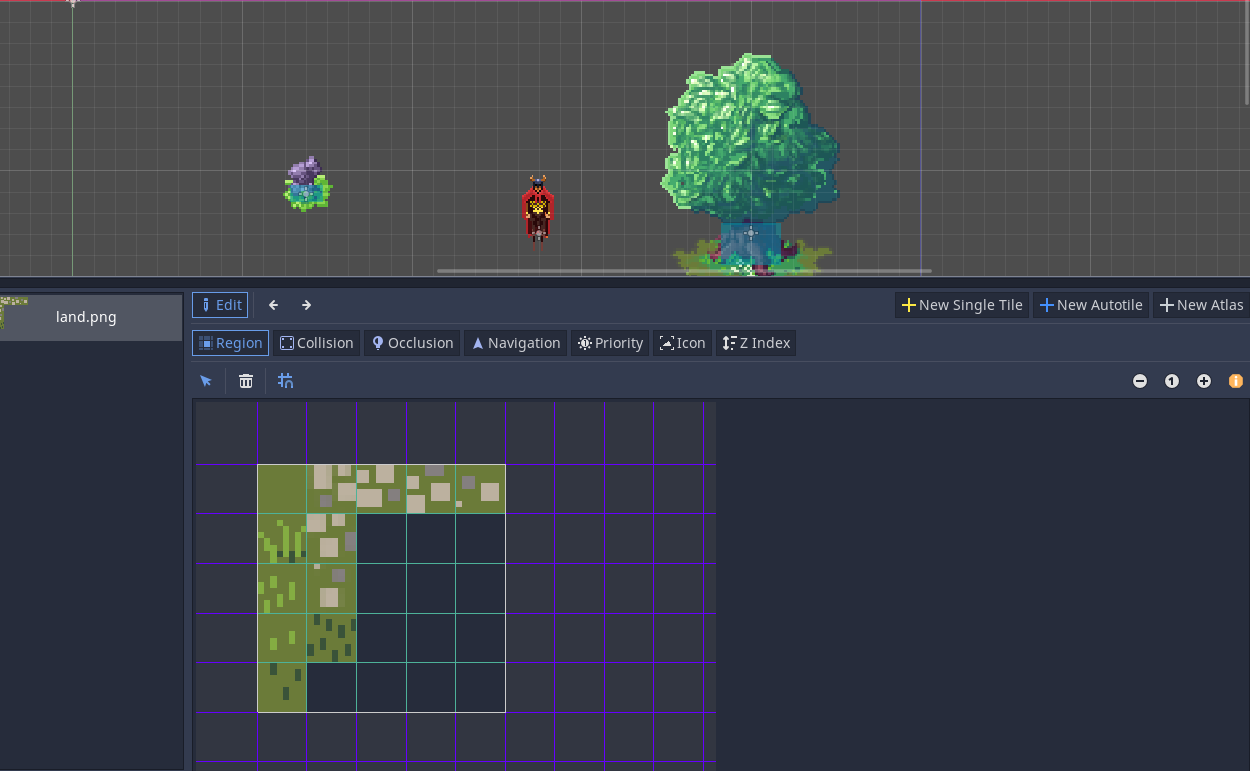 land.png
Edit
New Single Tile
New Autotile
New Atlas
Region
Collision
Occlusion
Navigation
Priority
Icon
Z Index
1